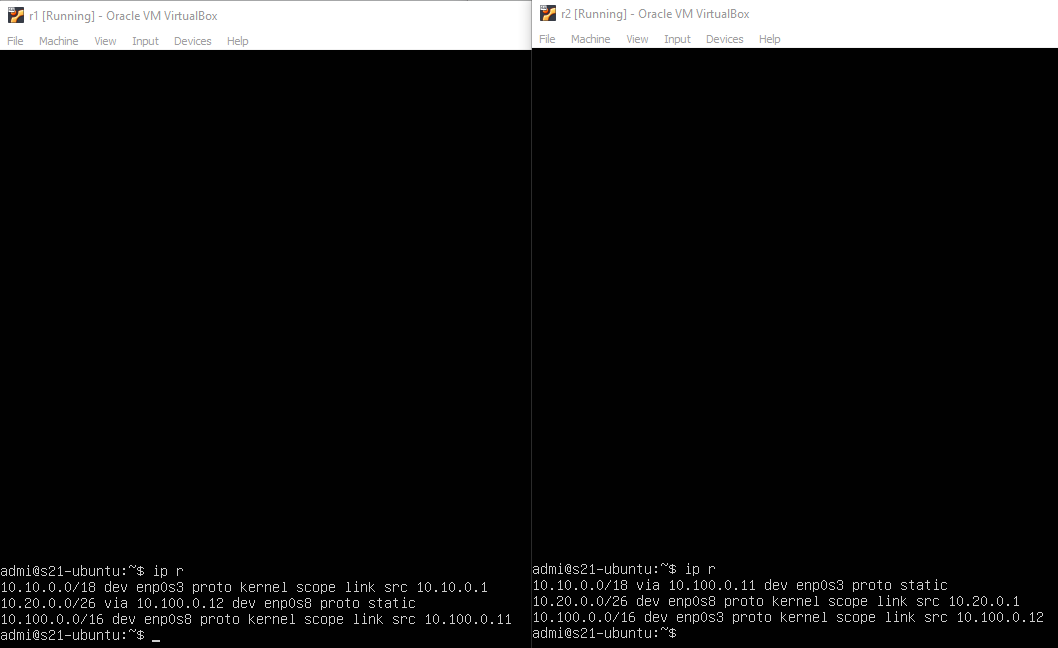 r1 [Running] - Oracle VM VirtualBox
File Machine View Input Devices Help
admi@s21-ubuntu:~$ ip r
10.10.0.0/18 dev enp0s3 proto kernel scope link src 10.10.0.1
10.20.0.0/26 via 10.100.0.12 dev enp0s8 proto static
10.100.0.0/16 dev enp0s8 proto kernel scope link src 10.100.0.11
admi@s21-ubuntu:~$ _
r2 [Running] - Oracle VM VirtualBox
File Machine View Input Devices Help
admi@s21-ubuntu:~$ ip r
10.10.0.0/18 via 10.100.0.11 dev enp0s3 proto static
10.20.0.0/26 dev enp0s8 proto kernel scope link src 10.20.0.1
10.100.0.0/16 dev enp0s3 proto kernel scope link src 10.100.0.12
admi@s21-ubuntu:~$